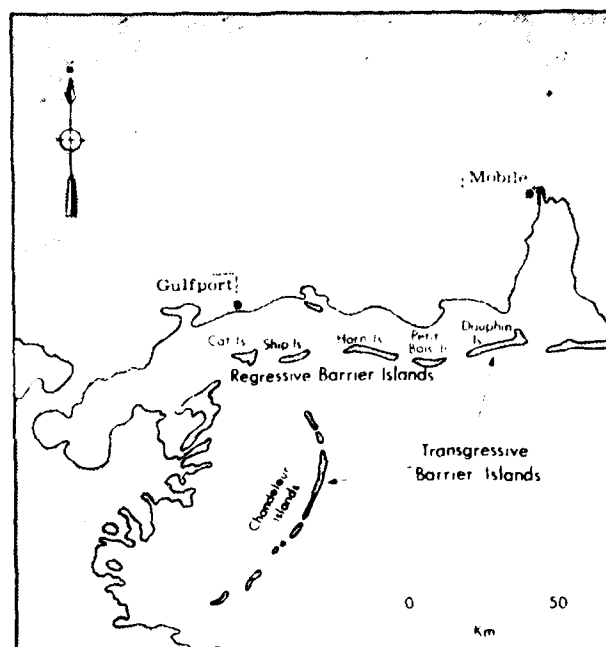 Mobile
Gulfport
Cat Is
Ship Is
Horn Is
Petit
Bois Is
Dauphin
Is
Regressive Barrier Islands
Transgressive
Barrier Islands
Chandeleur
Islands
0 50
Km